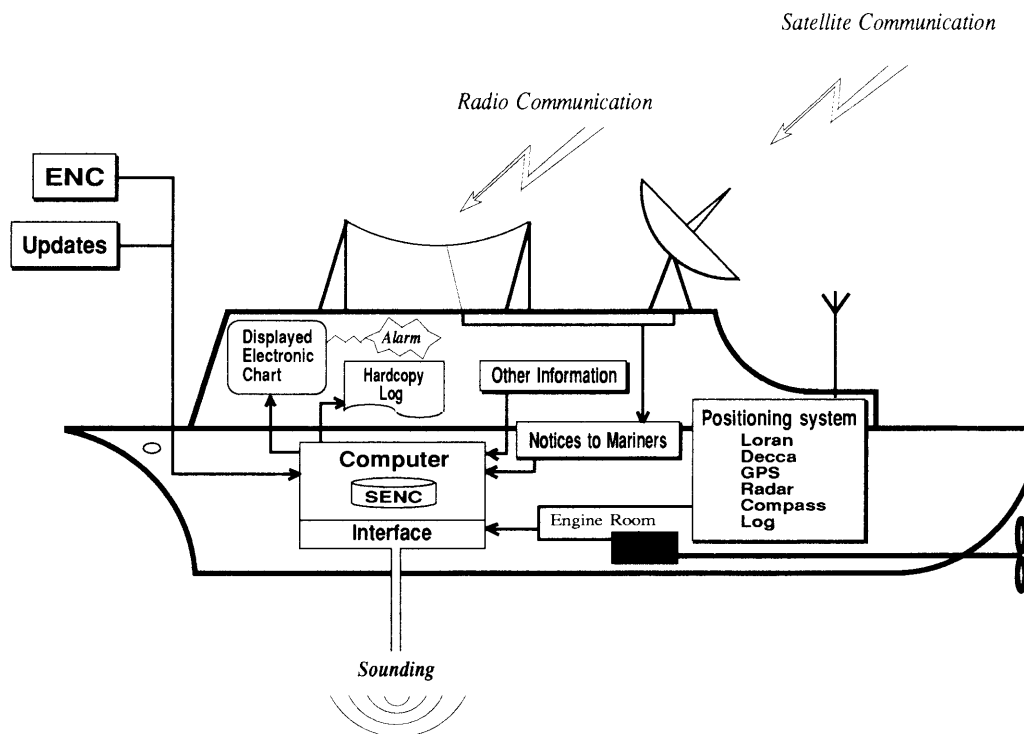 Satellite Communication
Radio Communication
ENC
Updates
Displayed
Electronic
Chart
Alarm
Hardcopy
Log
Other Information
Notices to Mariners
Positioning system
Loran
Decca
GPS
Radar
Compass
Log
Computer
SENC
Interface
Engine Room
Sounding